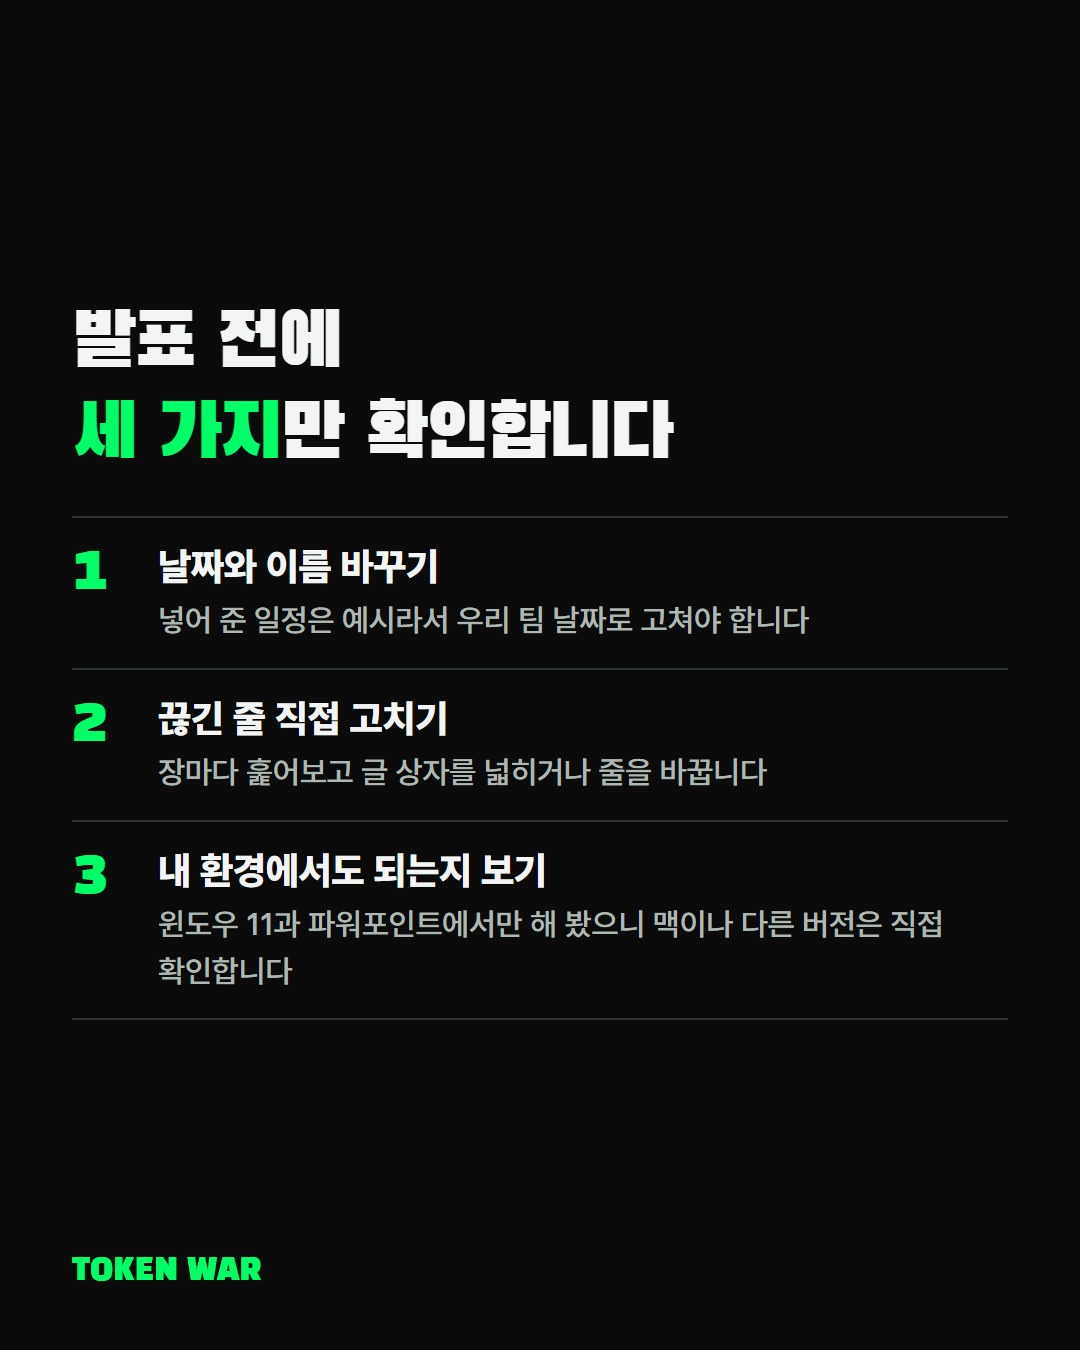 발표 전에
세 가지만 확인합니다
1 날짜와 이름 바꾸기
넣어 준 일정은 예시라서 우리 팀 날짜로 고쳐야 합니다
2 끊긴 줄 직접 고치기
장마다 훑어보고 글 상자를 넓히거나 줄을 바꿉니다
3 내 환경에서도 되는지 보기
윈도우 11과 파워포인트에서만 해 봤으니 맥이나 다른 버전은 직접
확인합니다
TOKEN WAR